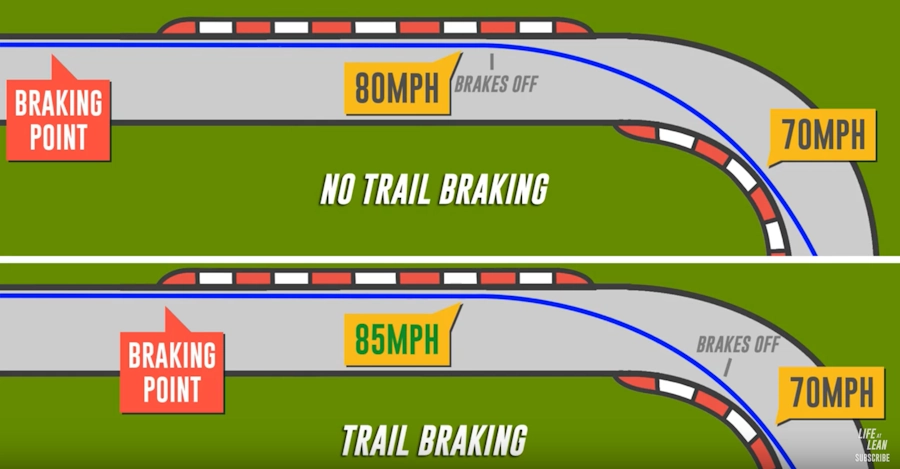 BRAKING
POINT
80MPH
BRAKES OFF
70MPH
NO TRAIL BRAKING
BRAKING
POINT
85MPH
BRAKES OFF
70MPH
TRAIL BRAKING
LIFE at
LEAN
SUBSCRIBE